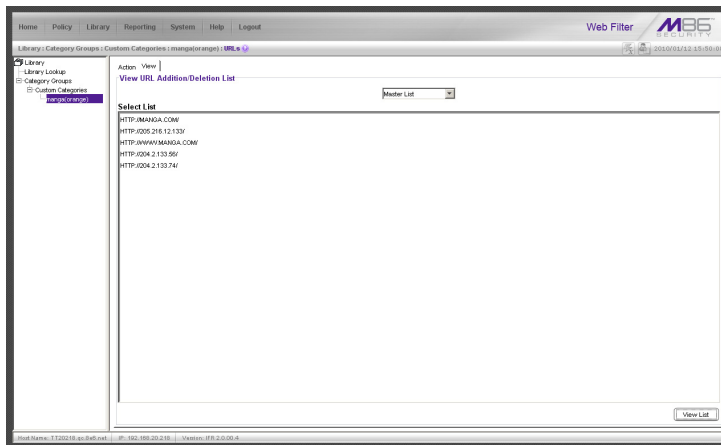 Home Policy Library Reporting System Help Logout
Web Filter
M86
SECURITY
Library : Category Groups : Custom Categories : manga(orange) : URLs
2010/01/12 15:50:0
Library
Library Lookup
Category Groups
Custom Categories
manga(orange)
Action View
View URL Addition/Deletion List
Master List
Select List
HTTP://MANGA.COM/
HTTP://205.216.12.133/
HTTP://WWW.MANGA.COM/
HTTP://204.2.133.56/
HTTP://204.2.133.74/
View List
Host Name: TT20218.qc.8e6.net IP: 192.168.20.218 Version: IFR 2.0.00.4